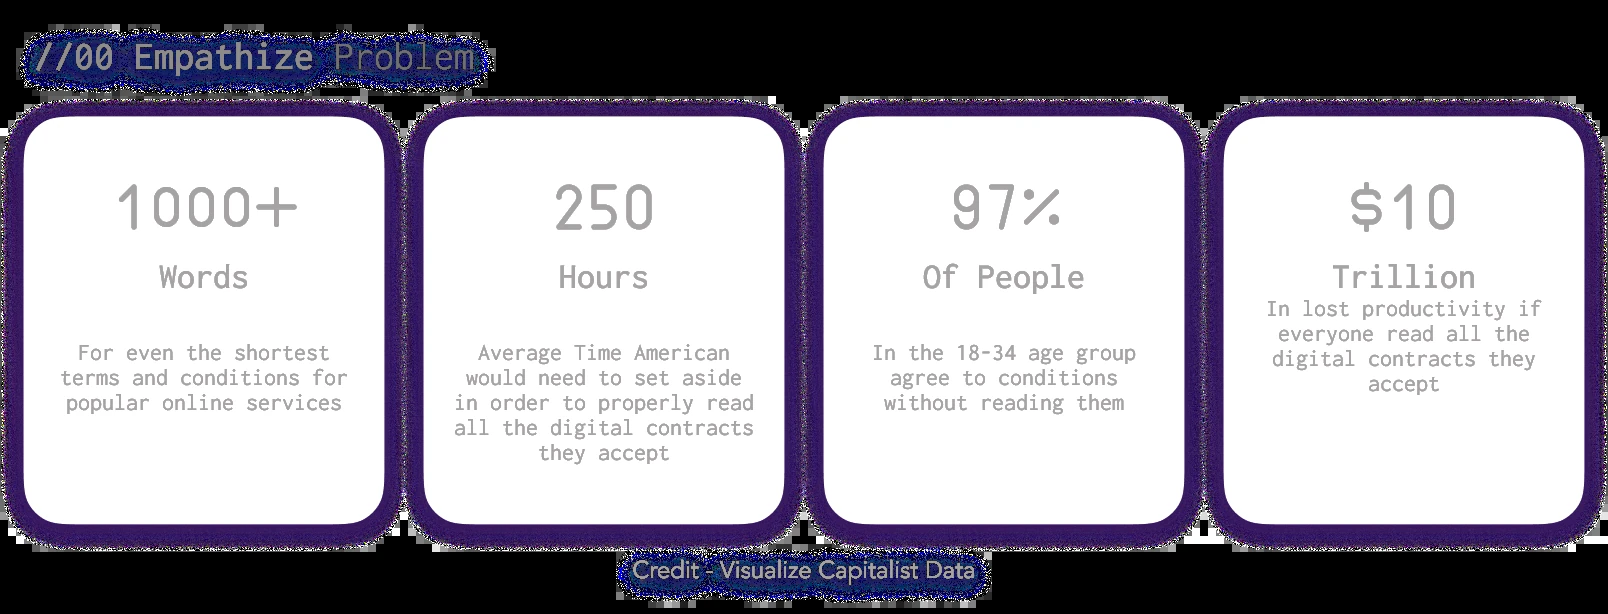 //00 Empathize Problem
1000+
Words
For even the shortest
terms and conditions for
popular online services
250
Hours
Average Time American
would need to set aside
in order to properly read
all the digital contracts
they accept
97%
Of People
In the 18-34 age group
agree to conditions
without reading them
$10
Trillion
In lost productivity if
everyone read all the
digital contracts they
accept
Credit - Visualize Capitalist Data